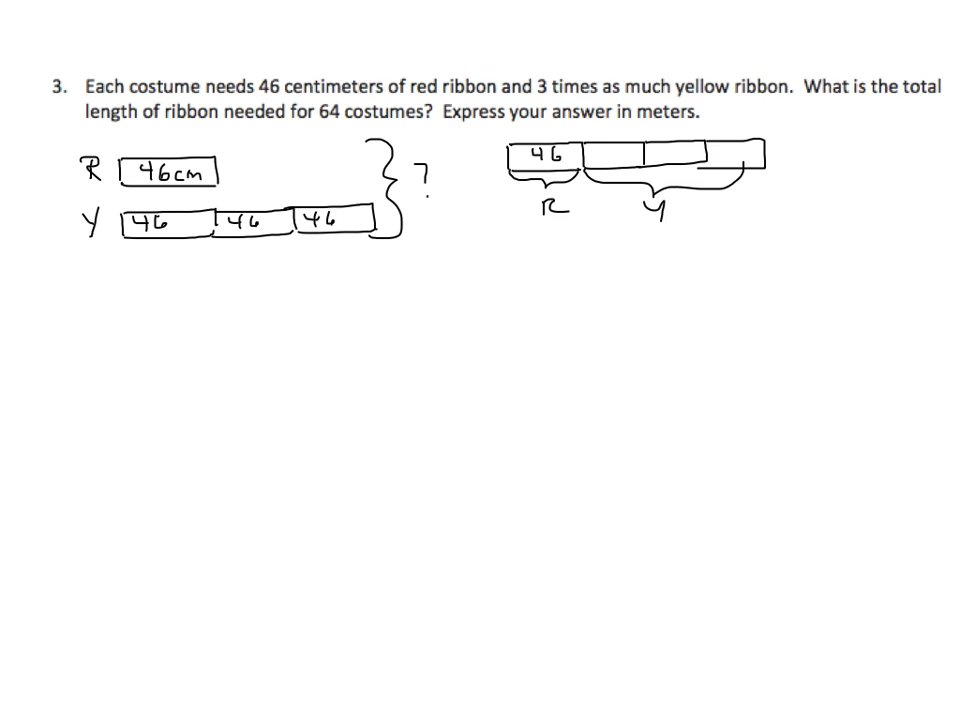 3. Each costume needs 46 centimeters of red ribbon and 3 times as much yellow ribbon. What is the total
length of ribbon needed for 64 costumes? Express your answer in meters.
R 46cm ?
Y 46 46 46
46
R Y